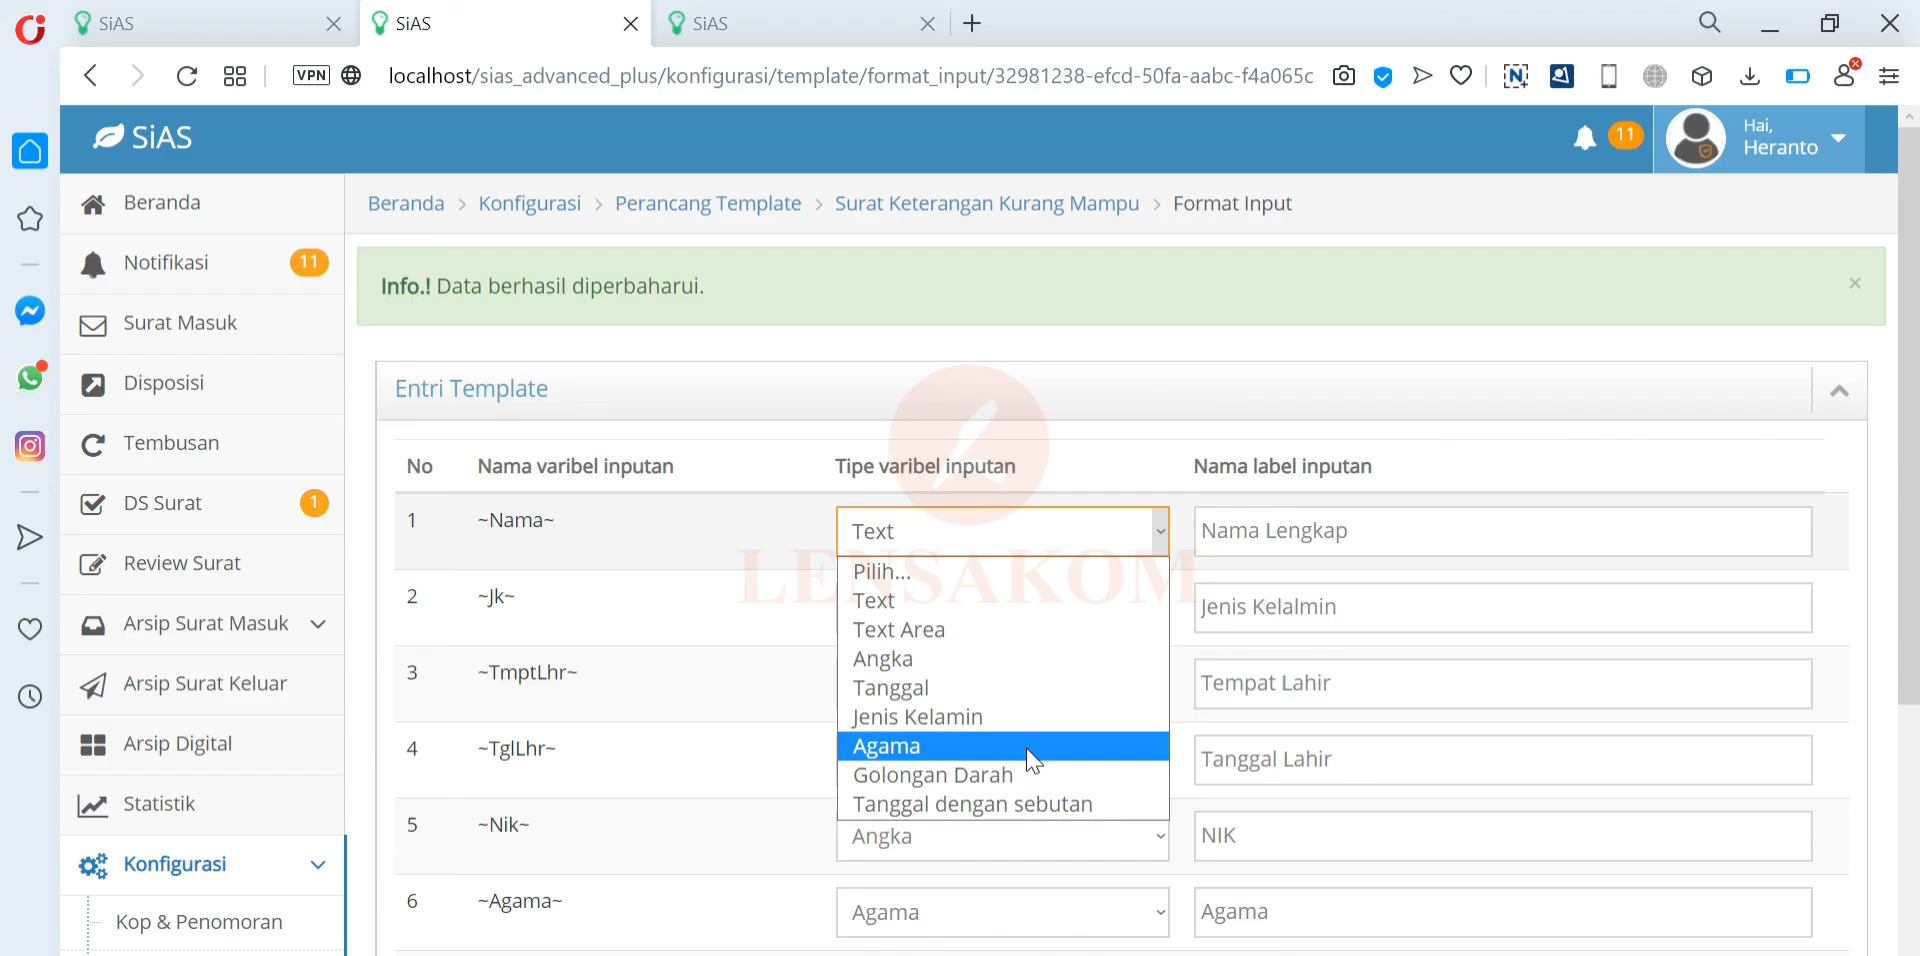 SiAS
SiAS
SiAS
VPN
localhost/sias_advanced_plus/konfigurasi/template/format_input/32981238-efcd-50fa-aabc-f4a065c
SiAS
11
Hai,
Heranto
Beranda
Notifikasi
11
Surat Masuk
Disposisi
Tembusan
DS Surat
1
Review Surat
Arsip Surat Masuk
Arsip Surat Keluar
Arsip Digital
Statistik
Konfigurasi
Kop & Penomoran
Beranda > Konfigurasi > Perancang Template > Surat Keterangan Kurang Mampu > Format Input
Info.! Data berhasil diperbaharui.
×
Entri Template
No Nama varibel inputan Tipe varibel inputan Nama label inputan
1 ~Nama~ Text Nama Lengkap
Pilih...
Text
Text Area
Angka
Tanggal
Jenis Kelamin
Agama
Golongan Darah
Tanggal dengan sebutan
2 ~Jk~ Jenis Kelalmin
3 ~TmptLhr~ Tempat Lahir
4 ~TglLhr~ Tanggal Lahir
5 ~Nik~ Angka NIK
6 ~Agama~ Agama Agama
LENSAKOM